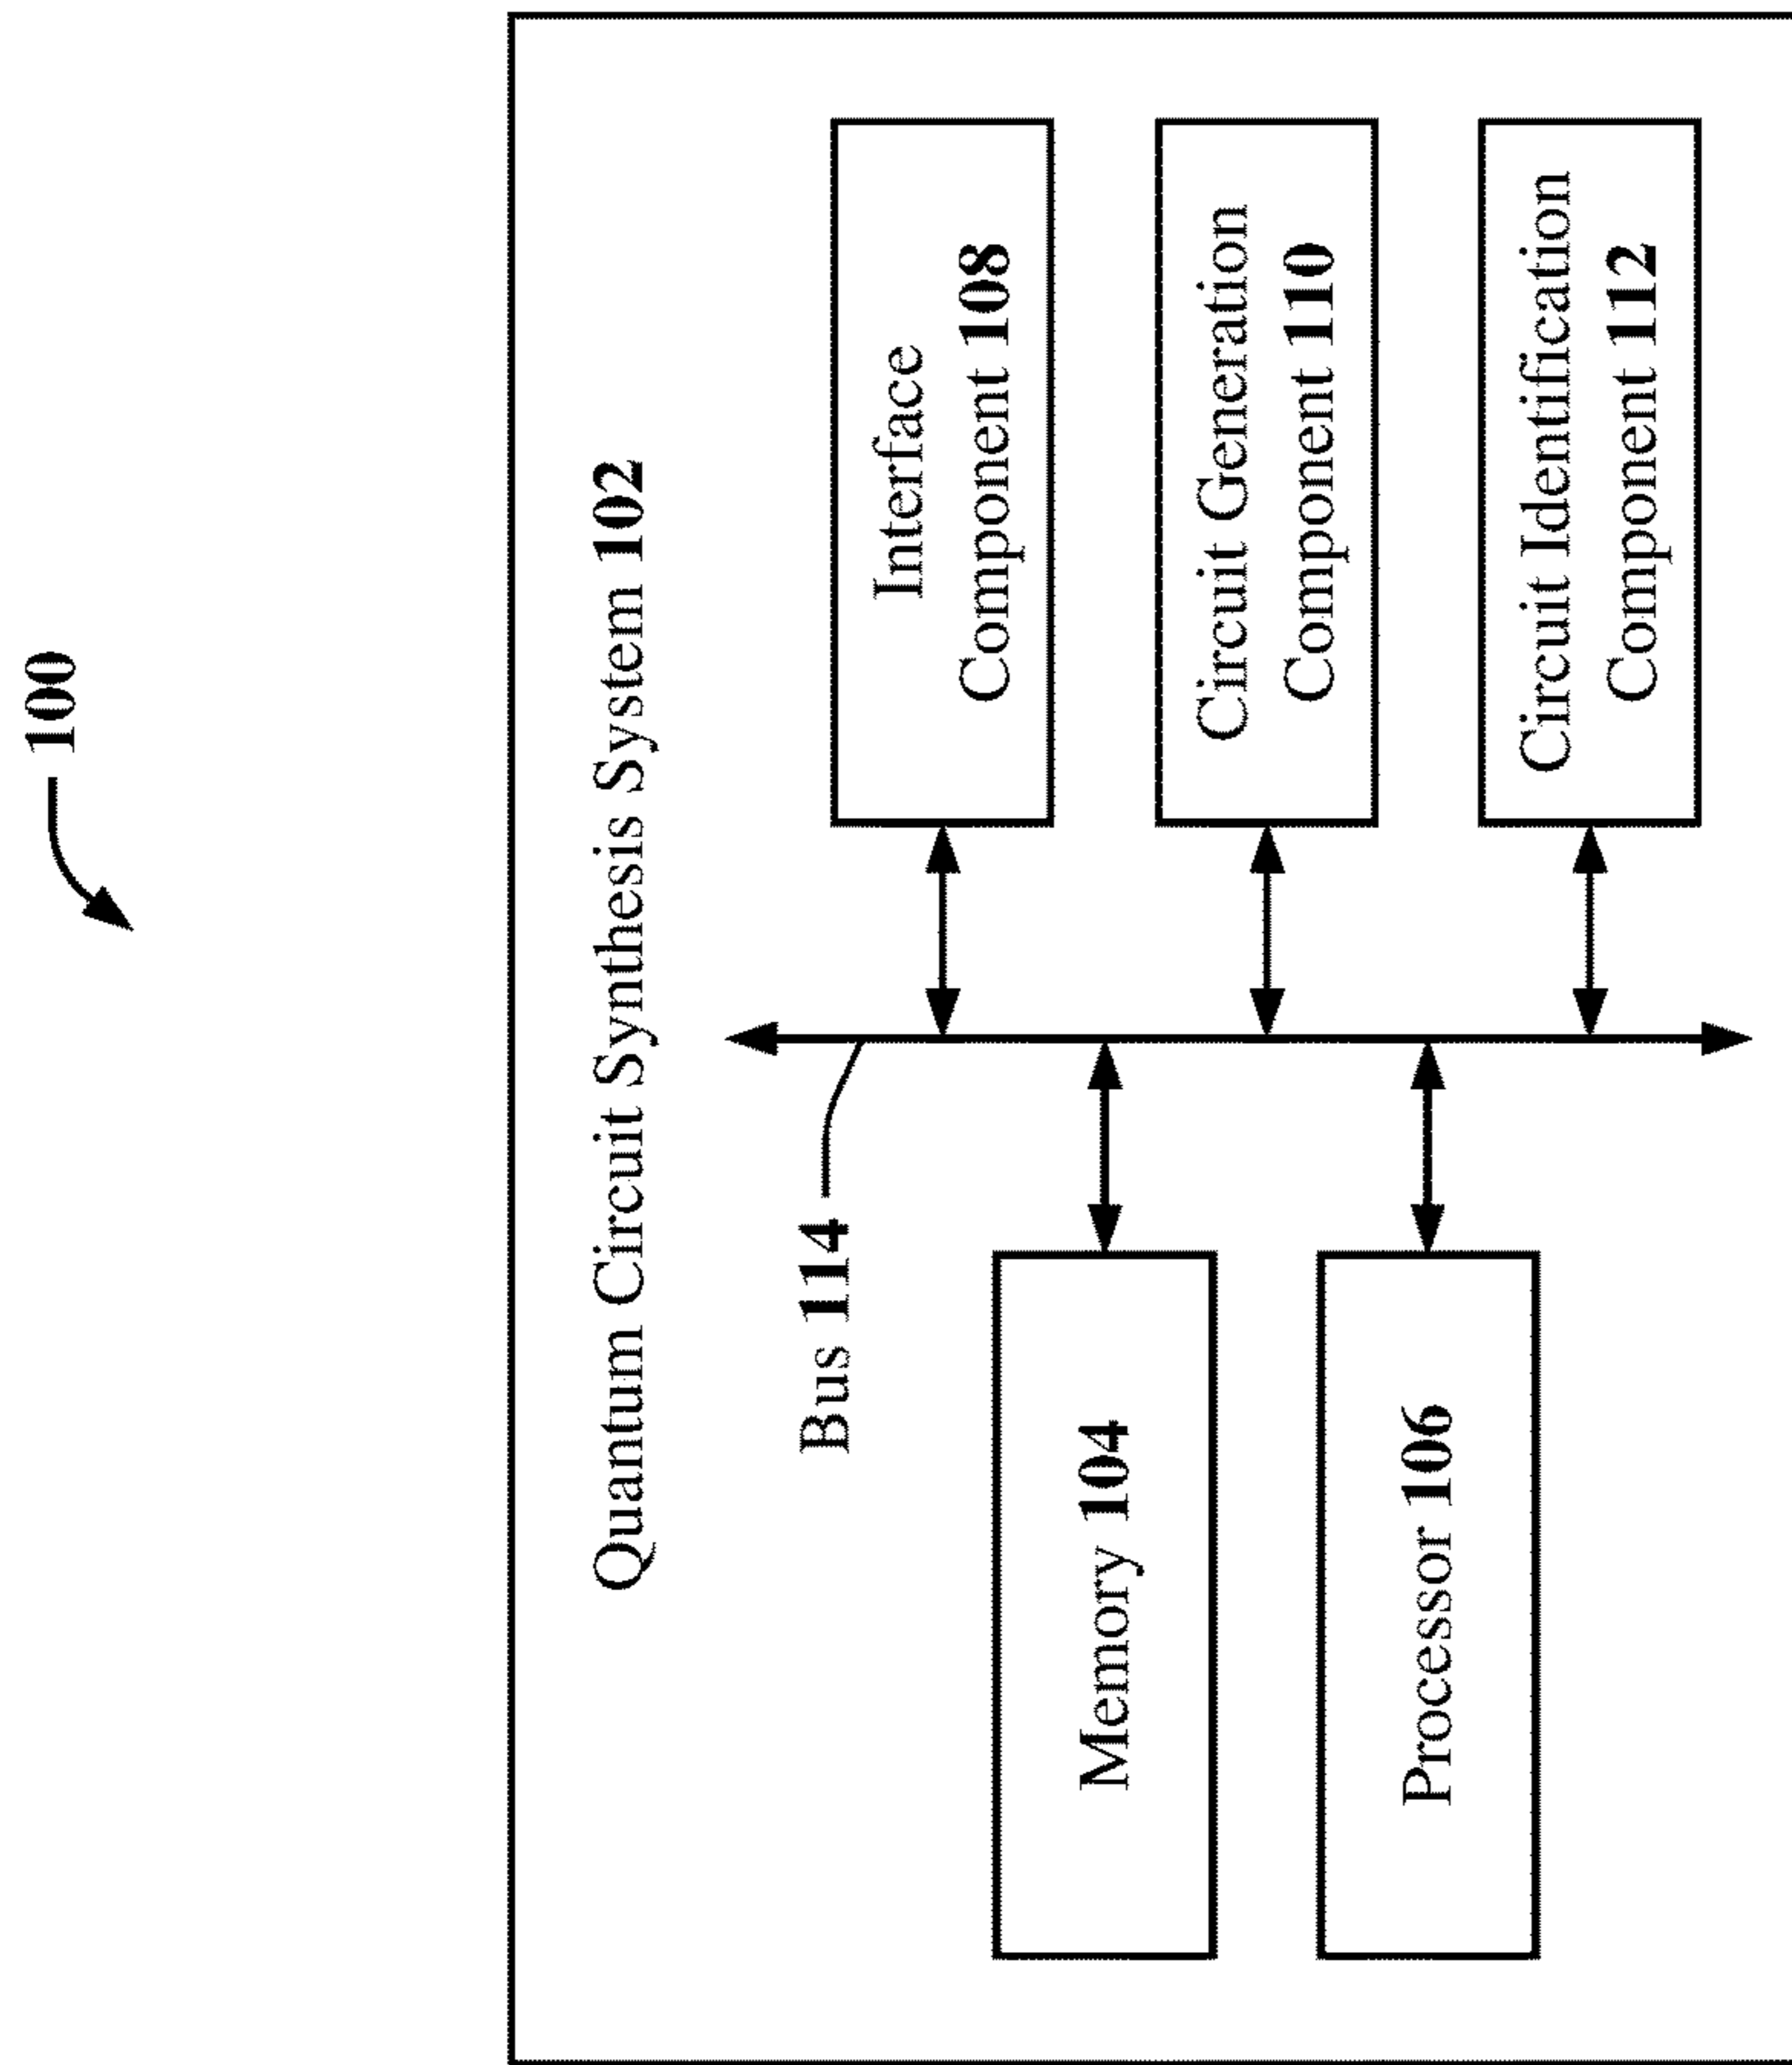 100
Quantum Circuit Synthesis System 102
Bus 114
Memory 104
Processor 106
Interface
Component 108
Circuit Generation
Component 110
Circuit Identification
Component 112